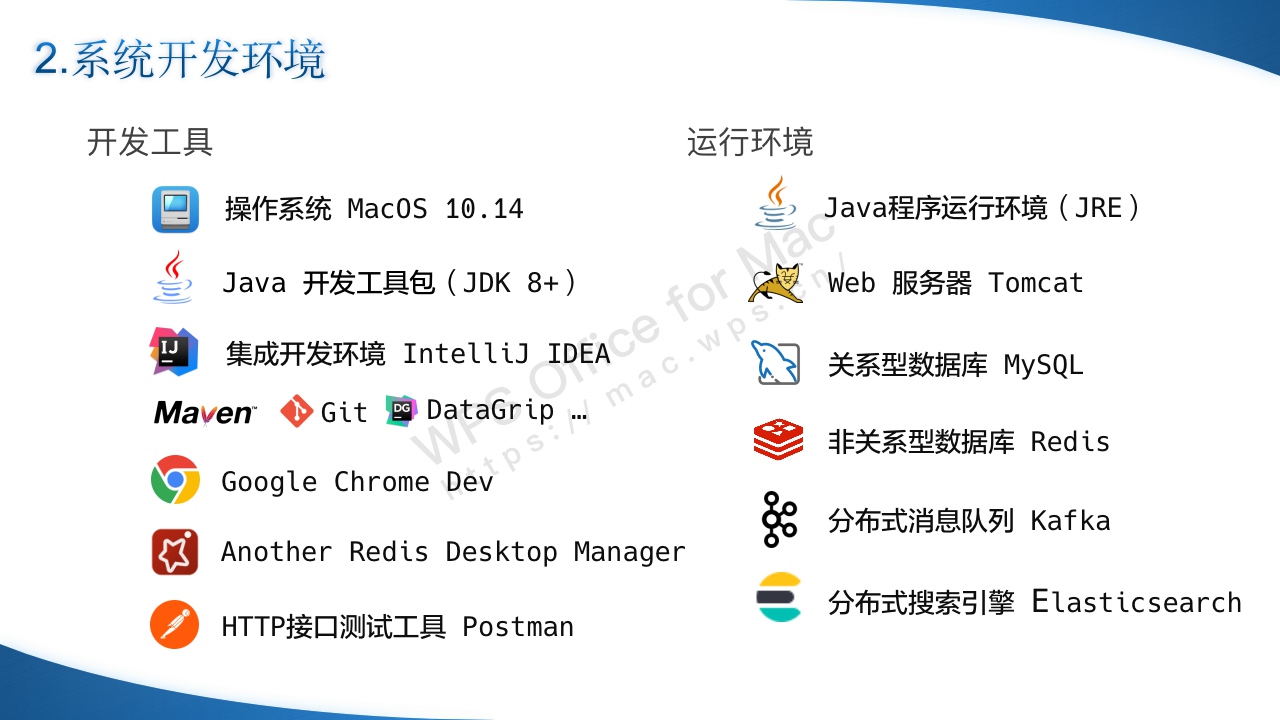 2.系统开发环境
开发工具
操作系统 MacOS 10.14
Java 开发工具包（JDK 8+）
IJ
集成开发环境 IntelliJ IDEA
Maven™ Git DG DataGrip …
Google Chrome Dev
Another Redis Desktop Manager
HTTP接口测试工具 Postman
运行环境
Java程序运行环境（JRE）
Web 服务器 Tomcat
关系型数据库 MySQL
非关系型数据库 Redis
分布式消息队列 Kafka
分布式搜索引擎 Elasticsearch
WPS Office for Mac
https://mac.wps.cn/